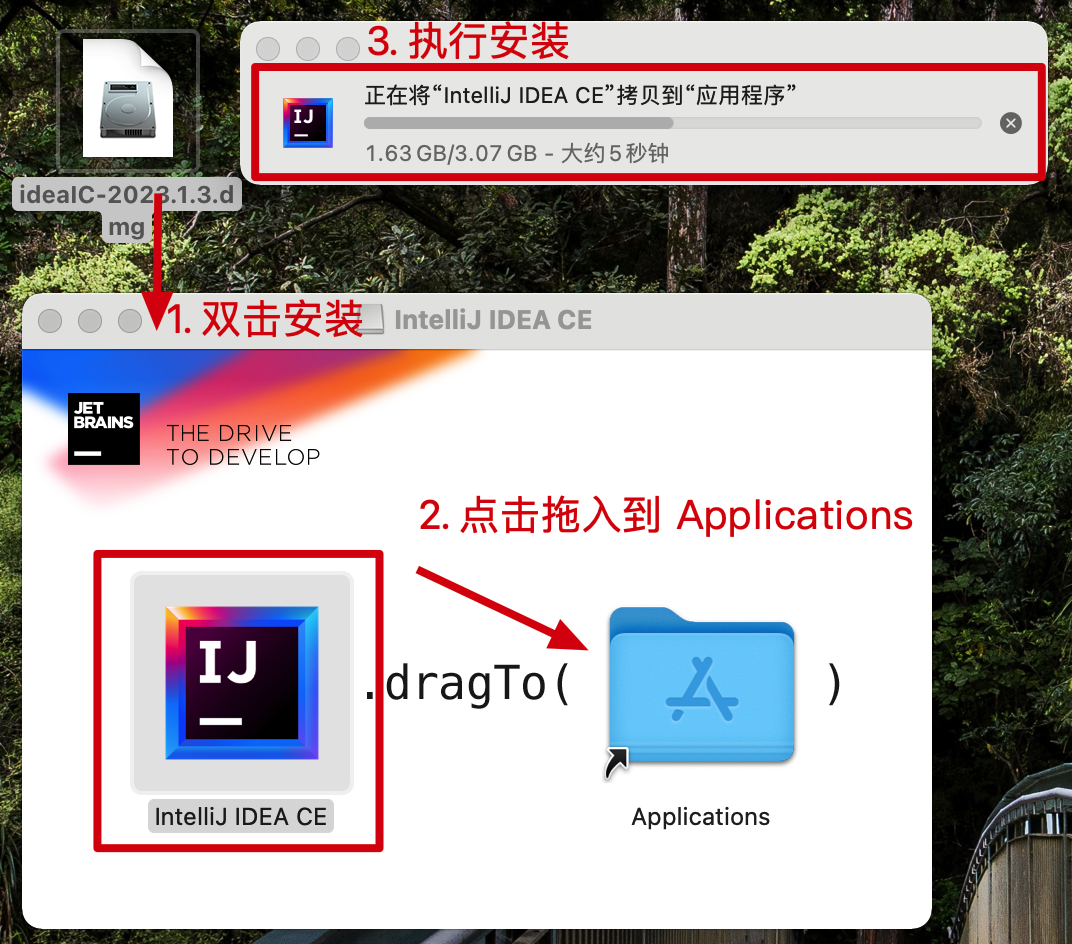 3. 执行安装
正在将“IntelliJ IDEA CE”拷贝到“应用程序”
1.63 GB/3.07 GB - 大约 5 秒钟
ideaIC-2023.1.3.d
mg
1. 双击安装
IntelliJ IDEA CE
JET
BRAINS
THE DRIVE
TO DEVELOP
2. 点击拖入到 Applications
IJ
IJ
.dragTo( )
IntelliJ IDEA CE
Applications